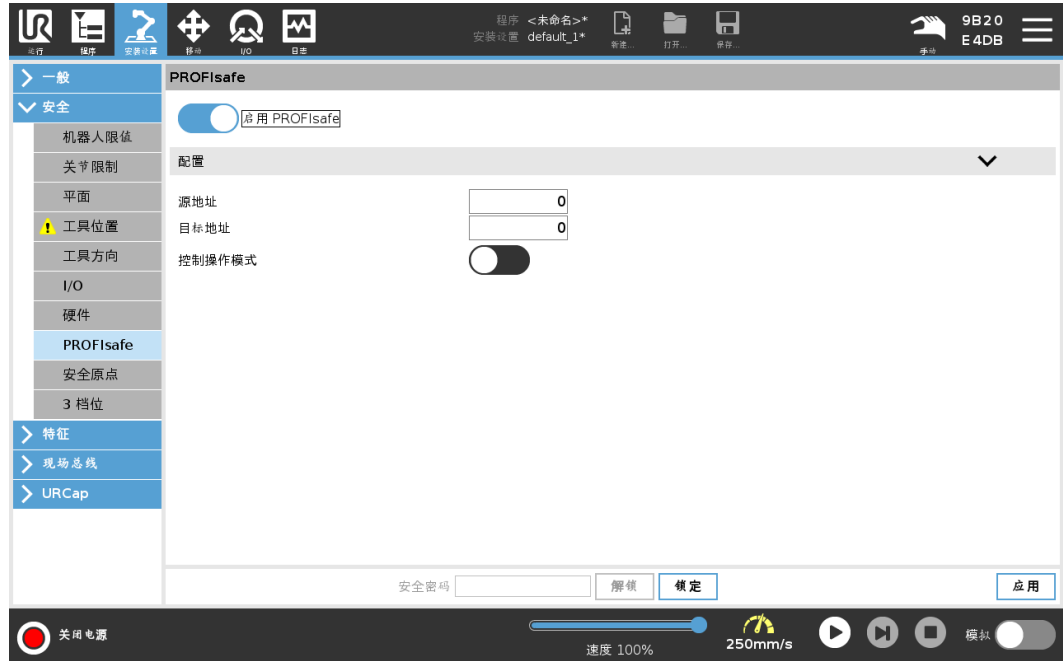 UR
运行
程序
安装设置
移动
I/O
日志
程序 <未命名>*
安装设置 default_1*
新建...
打开...
保存...
手动
9B20
E4DB
一般
安全
机器人限值
关节限制
平面
工具位置
工具方向
I/O
硬件
PROFIsafe
安全原点
3 档位
特征
现场总线
URCap
PROFIsafe
启用 PROFIsafe
配置
源地址 0
目标地址 0
控制操作模式
安全密码 解锁 锁定 应用
关闭电源
速度 100%
250mm/s
模拟